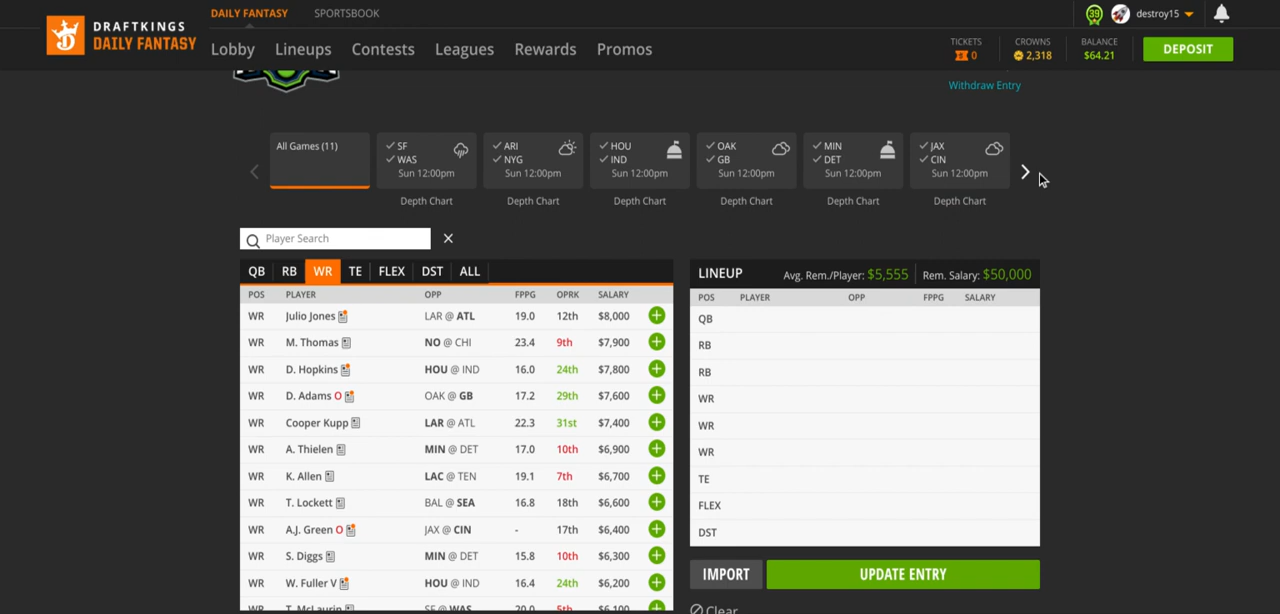 DAILY FANTASY SPORTSBOOK
39 destroy15
DRAFTKINGS
DAILY FANTASY
Lobby Lineups Contests Leagues Rewards Promos
TICKETS CROWNS BALANCE
0 2,318 $64.21
DEPOSIT
Withdraw Entry
All Games (11)
SF
WAS
Sun 12:00pm
ARI
NYG
Sun 12:00pm
HOU
IND
Sun 12:00pm
OAK
GB
Sun 12:00pm
MIN
DET
Sun 12:00pm
JAX
CIN
Sun 12:00pm
Depth Chart Depth Chart Depth Chart Depth Chart Depth Chart Depth Chart
Player Search
QB RB WR TE FLEX DST ALL
POS PLAYER OPP FPPG OPRK SALARY
WR Julio Jones LAR @ ATL 19.0 12th $8,000
WR M. Thomas NO @ CHI 23.4 9th $7,900
WR D. Hopkins HOU @ IND 16.0 24th $7,800
WR D. Adams O OAK @ GB 17.2 29th $7,600
WR Cooper Kupp LAR @ ATL 22.3 31st $7,400
WR A. Thielen MIN @ DET 17.0 10th $6,900
WR K. Allen LAC @ TEN 19.1 7th $6,700
WR T. Lockett BAL @ SEA 16.8 18th $6,600
WR A.J. Green O JAX @ CIN - 17th $6,400
WR S. Diggs MIN @ DET 15.8 10th $6,300
WR W. Fuller V HOU @ IND 16.4 24th $6,200
WR T. McLaurin SF @ WAS 20.0 5th $6,100
LINEUP Avg. Rem./Player: $5,555 Rem. Salary: $50,000
POS PLAYER OPP FPPG SALARY
QB
RB
RB
WR
WR
WR
TE
FLEX
DST
IMPORT UPDATE ENTRY
Clear